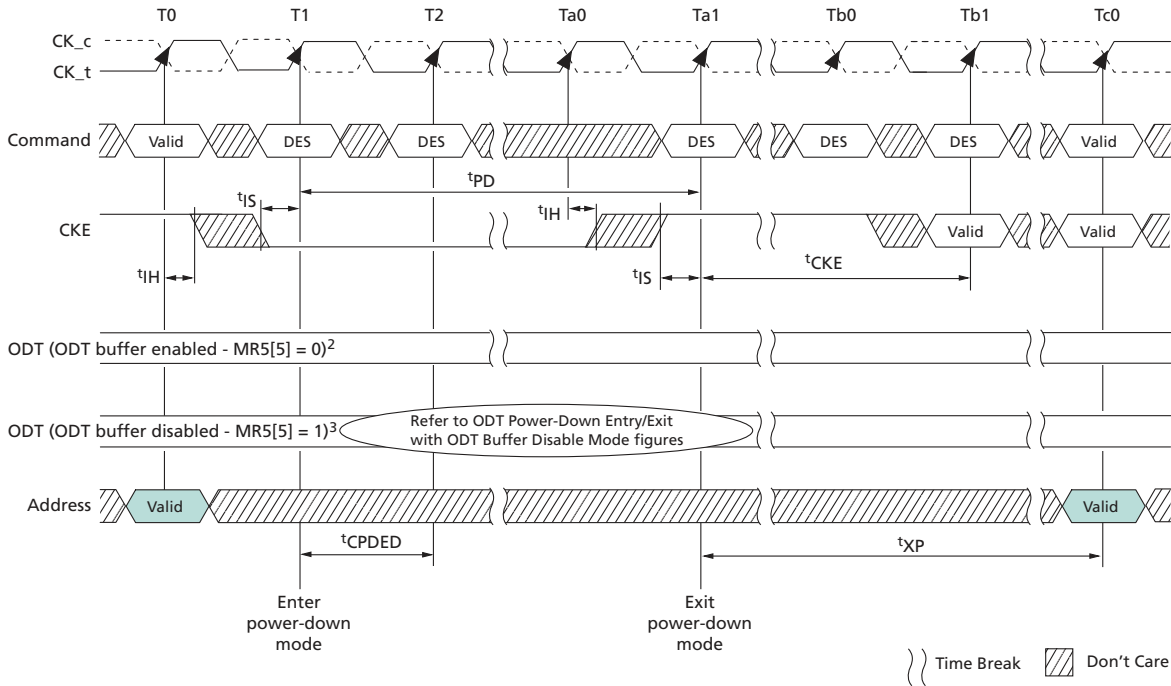 T0 T1 T2 Ta0 Ta1 Tb0 Tb1 Tc0
CK_c
CK_t
Command Valid DES DES DES DES DES Valid
tPD
tIS tIH
CKE Valid Valid
tIH tIS tCKE
ODT (ODT buffer enabled - MR5[5] = 0)2
ODT (ODT buffer disabled - MR5[5] = 1)3
Refer to ODT Power-Down Entry/Exit
with ODT Buffer Disable Mode figures
Address Valid Valid
tCPDED tXP
Enter
power-down
mode
Exit
power-down
mode
Time Break Don't Care